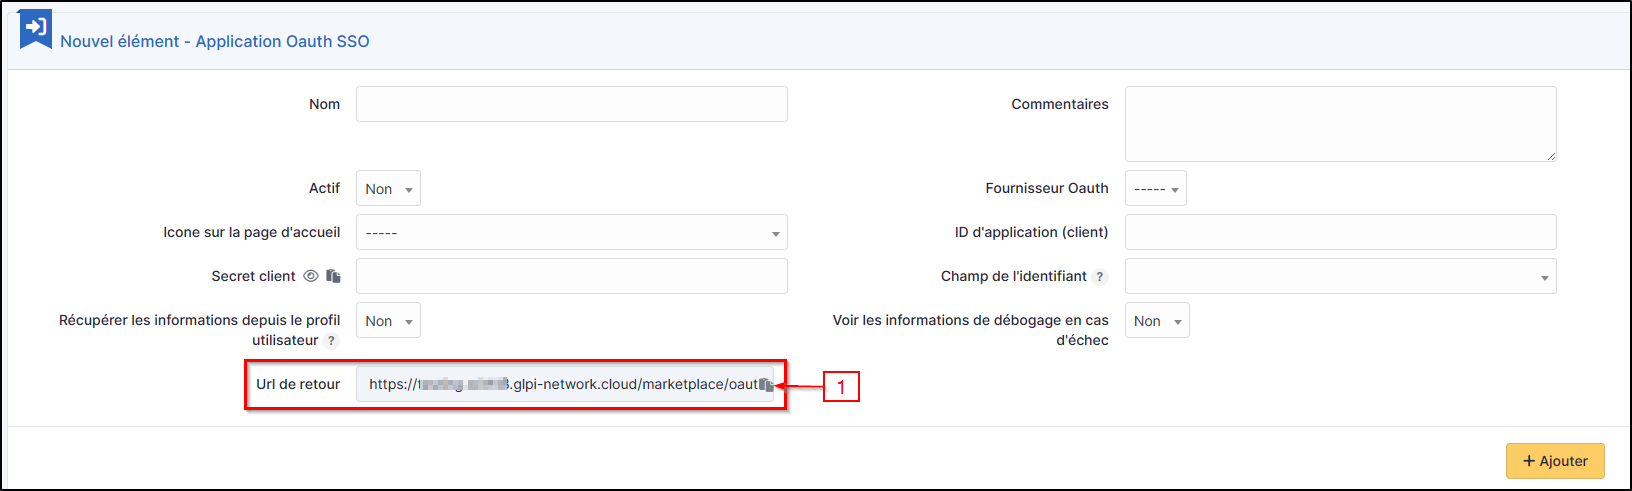 Nouvel élément - Application Oauth SSO
Nom
Commentaires
Actif
Non
Fournisseur Oauth
-----
Icone sur la page d'accueil
-----
ID d'application (client)
Secret client
Champ de l'identifiant ?
Récupérer les informations depuis le profil
utilisateur ?
Non
Voir les informations de débogage en cas
d'échec
Non
Url de retour
https://t .glpi-network.cloud/marketplace/oaut
1
+ Ajouter